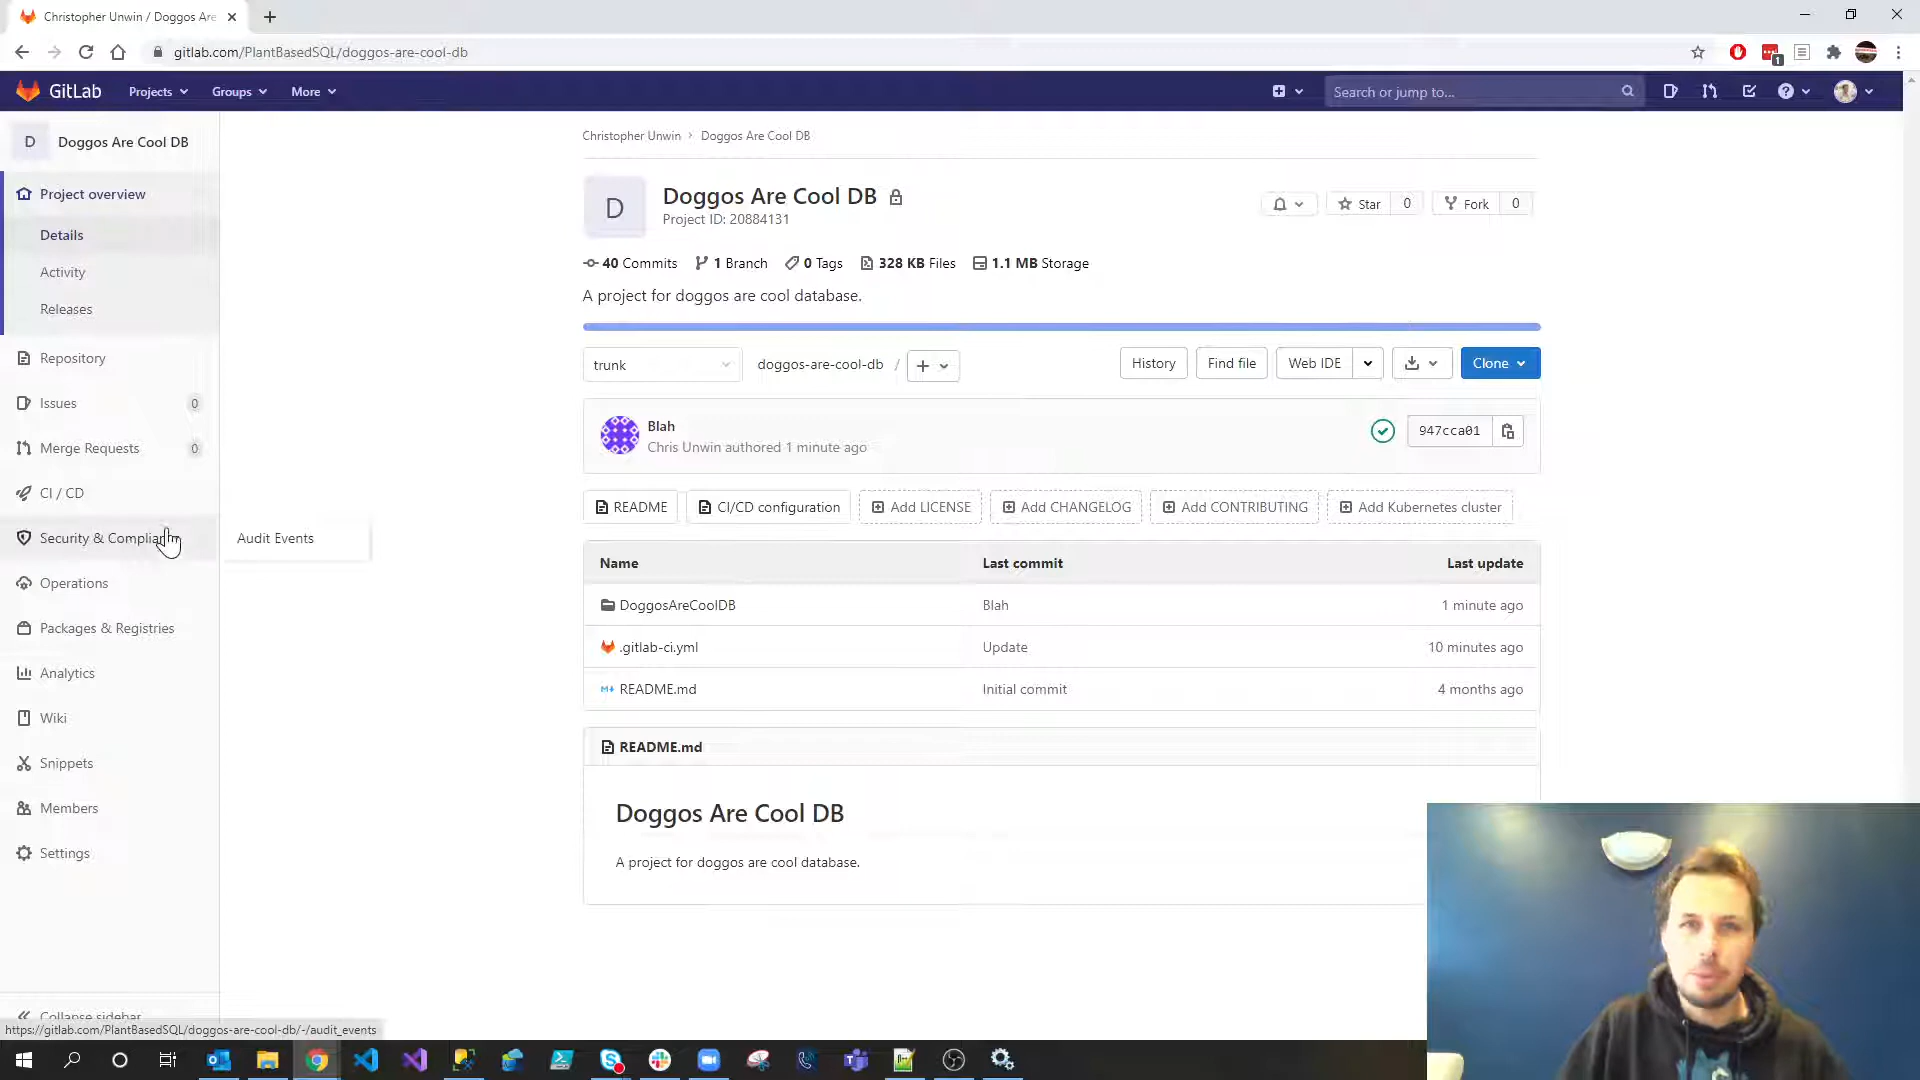 Christopher Unwin / Doggos Are
gitlab.com/PlantBasedSQL/doggos-are-cool-db
1
GitLab
Projects
Groups
More
Search or jump to...
D
Doggos Are Cool DB
Project overview
Details
Activity
Releases
Repository
Issues
0
Merge Requests
0
CI / CD
Security & Complian
Audit Events
Operations
Packages & Registries
Analytics
Wiki
Snippets
Members
Settings
Collapse sidebar
https://gitlab.com/PlantBasedSQL/doggos-are-cool-db/-/audit_events
Christopher Unwin › Doggos Are Cool DB
D
Doggos Are Cool DB
Project ID: 20884131
Star 0
Fork 0
40 Commits 1 Branch 0 Tags 328 KB Files 1.1 MB Storage
A project for doggos are cool database.
trunk
doggos-are-cool-db /
History
Find file
Web IDE
Clone
Blah
Chris Unwin authored 1 minute ago
947cca01
README
CI/CD configuration
Add LICENSE
Add CHANGELOG
Add CONTRIBUTING
Add Kubernetes cluster
Name Last commit Last update
DoggosAreCoolDB Blah 1 minute ago
.gitlab-ci.yml Update 10 minutes ago
README.md Initial commit 4 months ago
README.md
Doggos Are Cool DB
A project for doggos are cool database.